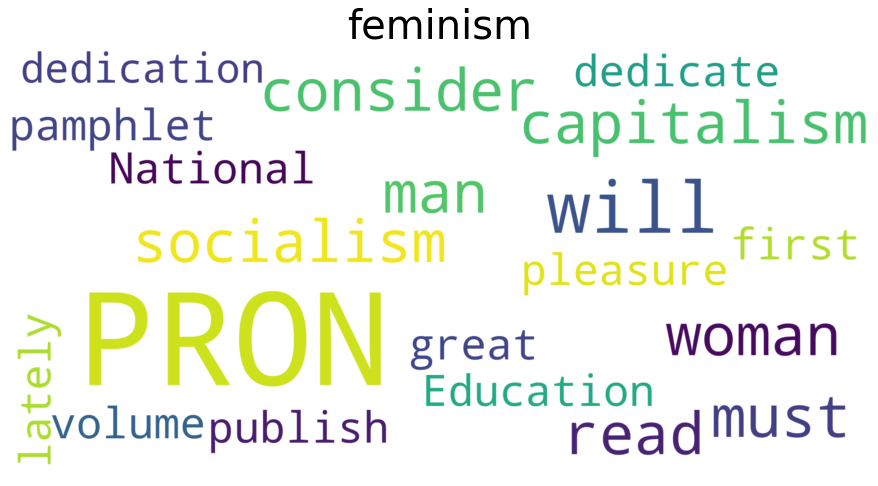 feminism
dedication
consider
dedicate
pamphlet
capitalism
National
man
will
socialism
first
pleasure
PRON
great
woman
lately
Education
volume
publish
read
must